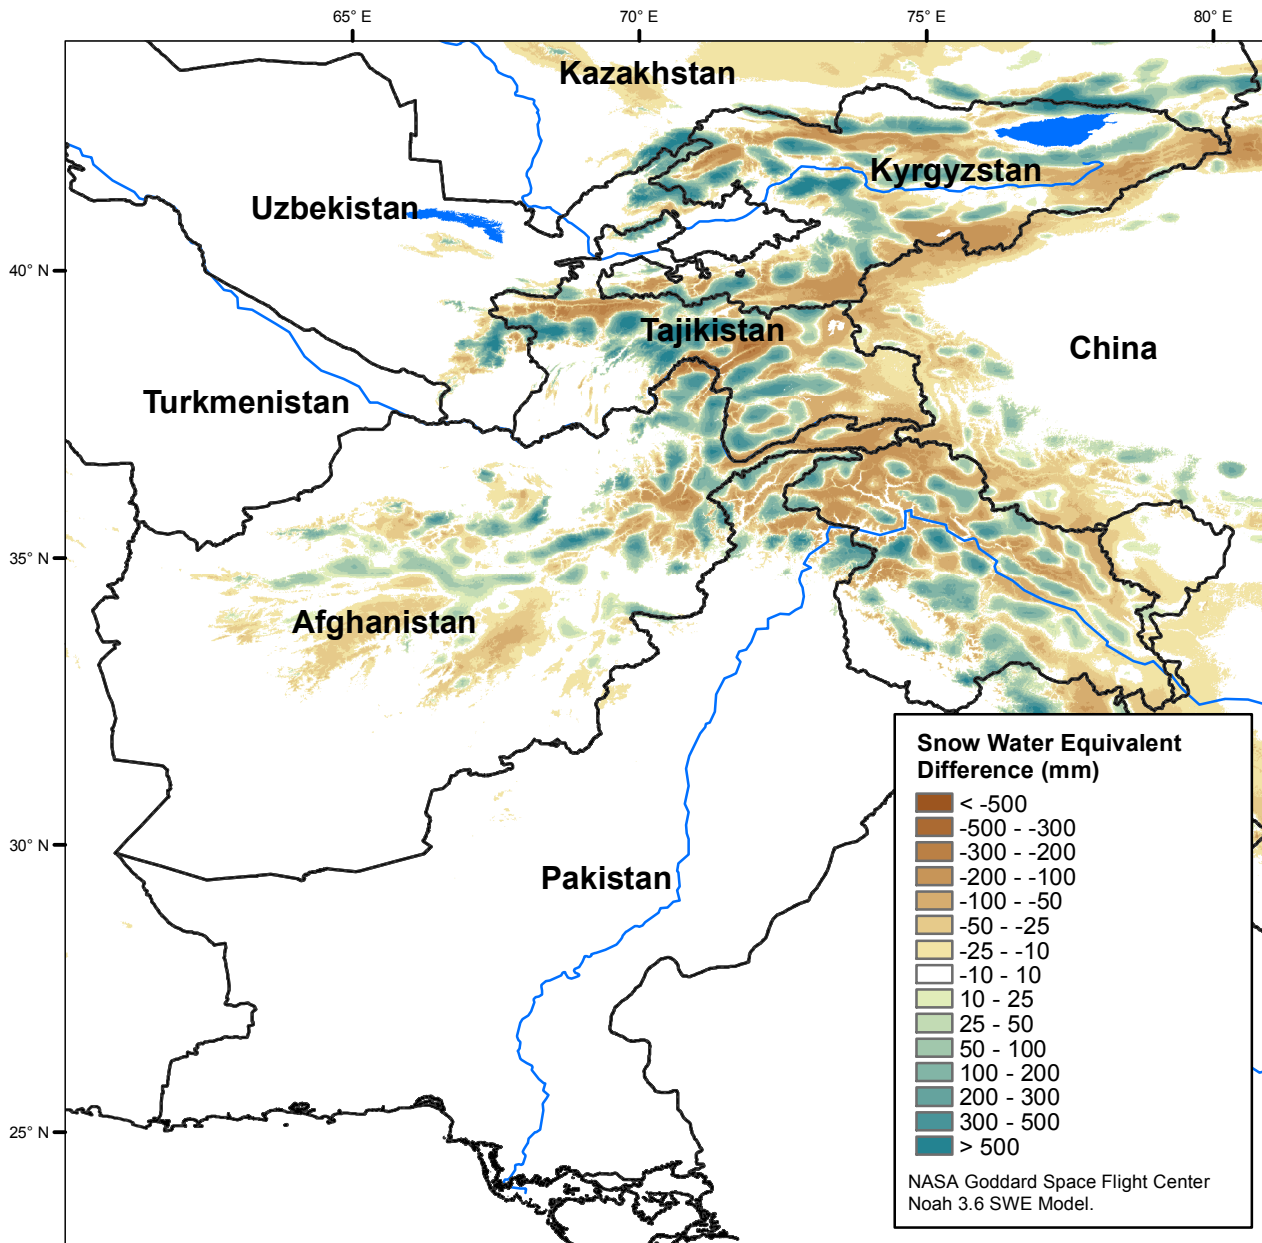 65° E
70° E
75° E
80° E
Kazakhstan
Kyrgyzstan
Uzbekistan
40° N
Tajikistan
China
Turkmenistan
35° N
Afghanistan
30° N
Pakistan
25° N
Snow Water Equivalent
Difference (mm)
< -500
-500 - -300
-300 - -200
-200 - -100
-100 - -50
-50 - -25
-25 - -10
-10 - 10
10 - 25
25 - 50
50 - 100
100 - 200
200 - 300
300 - 500
> 500
NASA Goddard Space Flight Center
Noah 3.6 SWE Model.